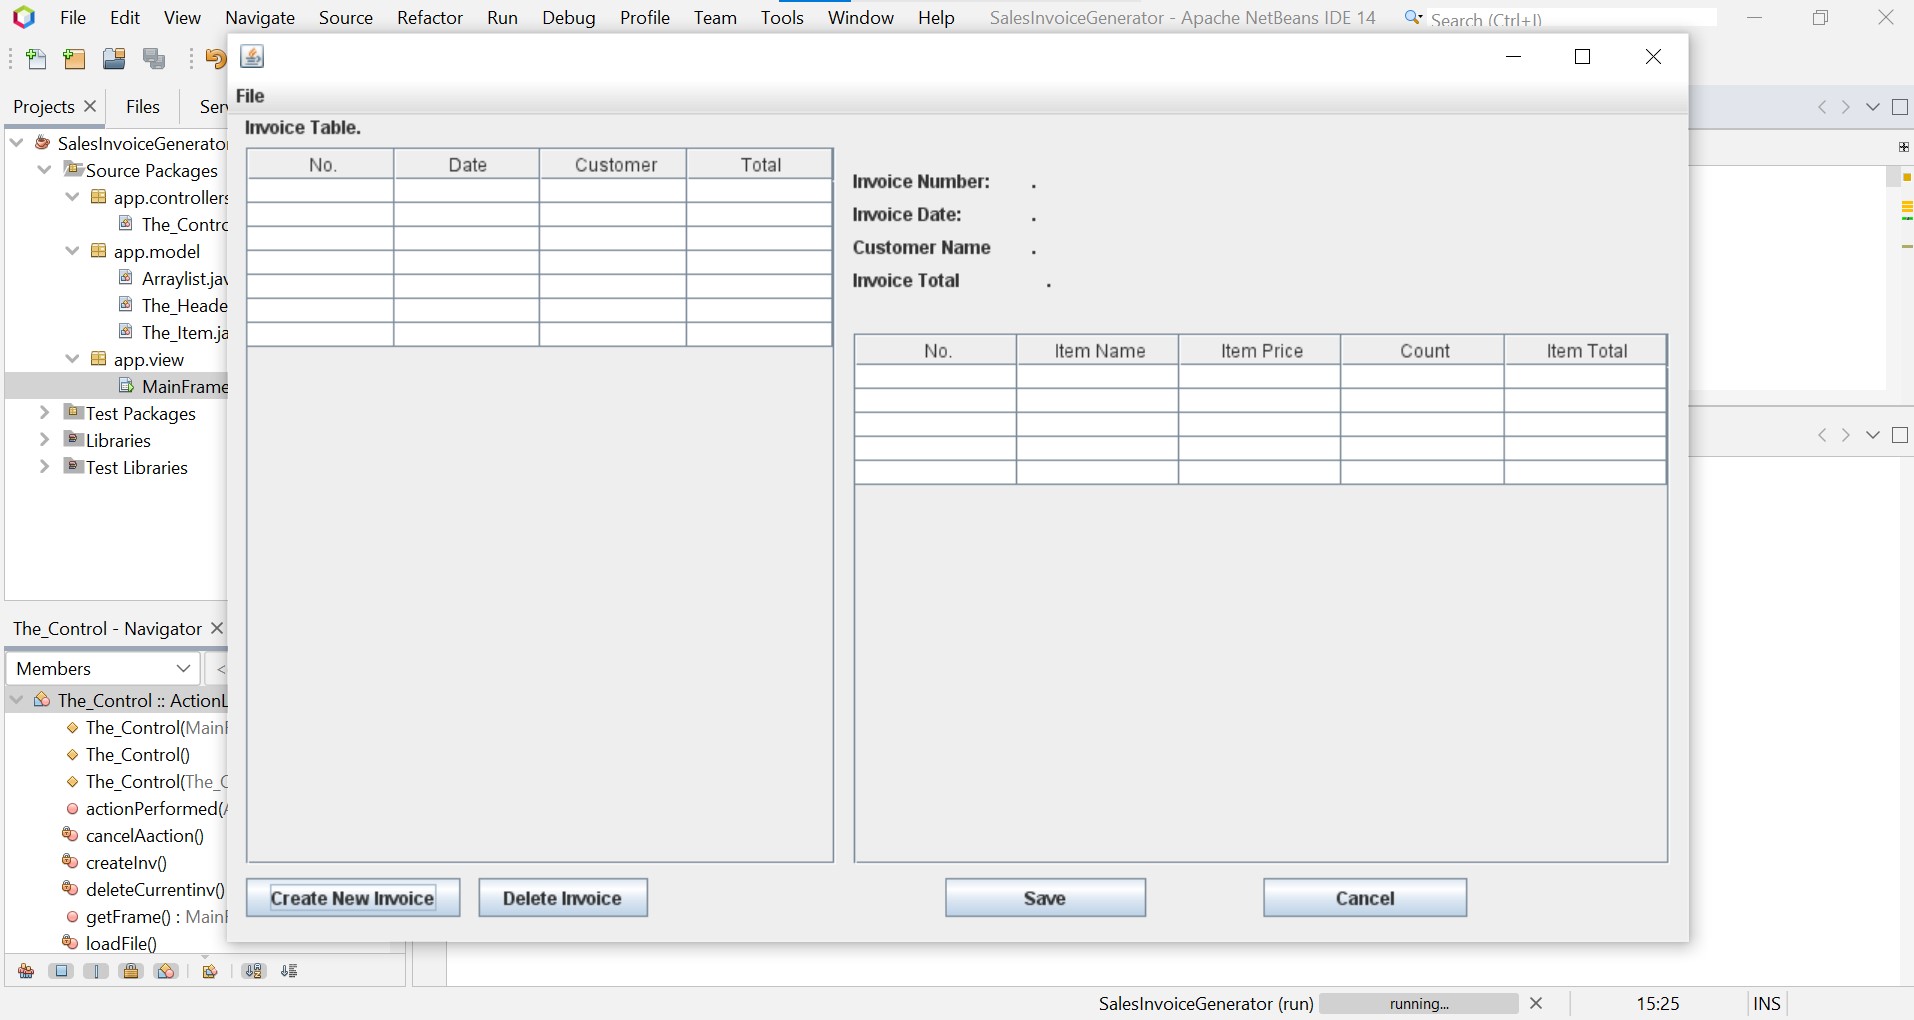 File Edit View Navigate Source Refactor Run Debug Profile Team Tools Window Help SalesInvoiceGenerator - Apache NetBeans IDE 14 Search (Ctrl+I)
Projects Files Ser
SalesInvoiceGenerator
Source Packages
app.controllers
The_Contro
app.model
Arraylist.jav
The_Heade
The_Item.ja
app.view
MainFrame
Test Packages
Libraries
Test Libraries
The_Control - Navigator
Members <
The_Control :: ActionL
The_Control(MainF
The_Control()
The_Control(The_C
actionPerformed(A
cancelAaction()
createInv()
deleteCurrentinv()
getFrame() : MainF
loadFile()
File
Invoice Table.
No. Date Customer Total
Invoice Number: .
Invoice Date: .
Customer Name .
Invoice Total .
No. Item Name Item Price Count Item Total
Create New Invoice Delete Invoice Save Cancel
SalesInvoiceGenerator (run) running... 15:25 INS